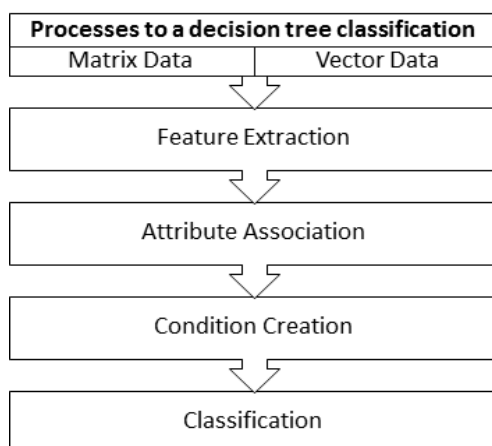 Processes to a decision tree classification
Matrix Data
Vector Data
Feature Extraction
Attribute Association
Condition Creation
Classification